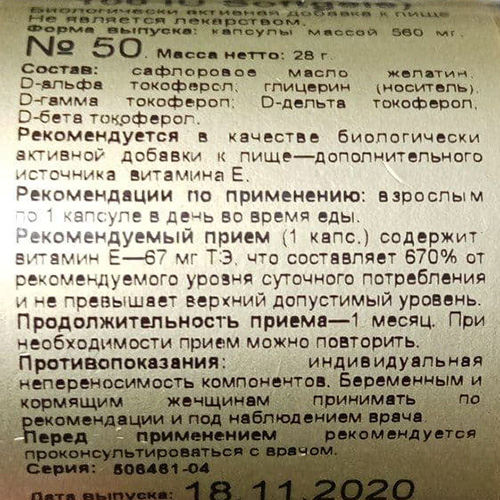 Биологически активная добавка к пище
Не является лекарством.
Форма выпуска: капсулы массой 560 мг.
№ 50. Масса нетто: 28 г.
Состав: сафлоровое масло желатин,
D-альфа токоферол; глицерин (носитель),
D-гамма токоферол; D-дельта токоферол,
D-бета токоферол.
Рекомендуется в качестве биологически
активной добавки к пище—дополнительного
источника витамина Е.
Рекомендации по применению: взрослым
по 1 капсуле в день во время еды.
Рекомендуемый прием (1 капс.) содержит
витамин Е—67 мг ТЭ, что составляет 670% от
рекомендуемого уровня суточного потребления
и не превышает верхний допустимый уровень.
Продолжительность приема—1 месяц. При
необходимости прием можно повторить.
Противопоказания: индивидуальная
непереносимость компонентов. Беременным и
кормящим женщинам принимать по
рекомендации и под наблюдением врача
Перед применением рекомендуется
проконсультироваться с врачом.
Серия: 506461-04
Дата выпуска: 18.11.2020